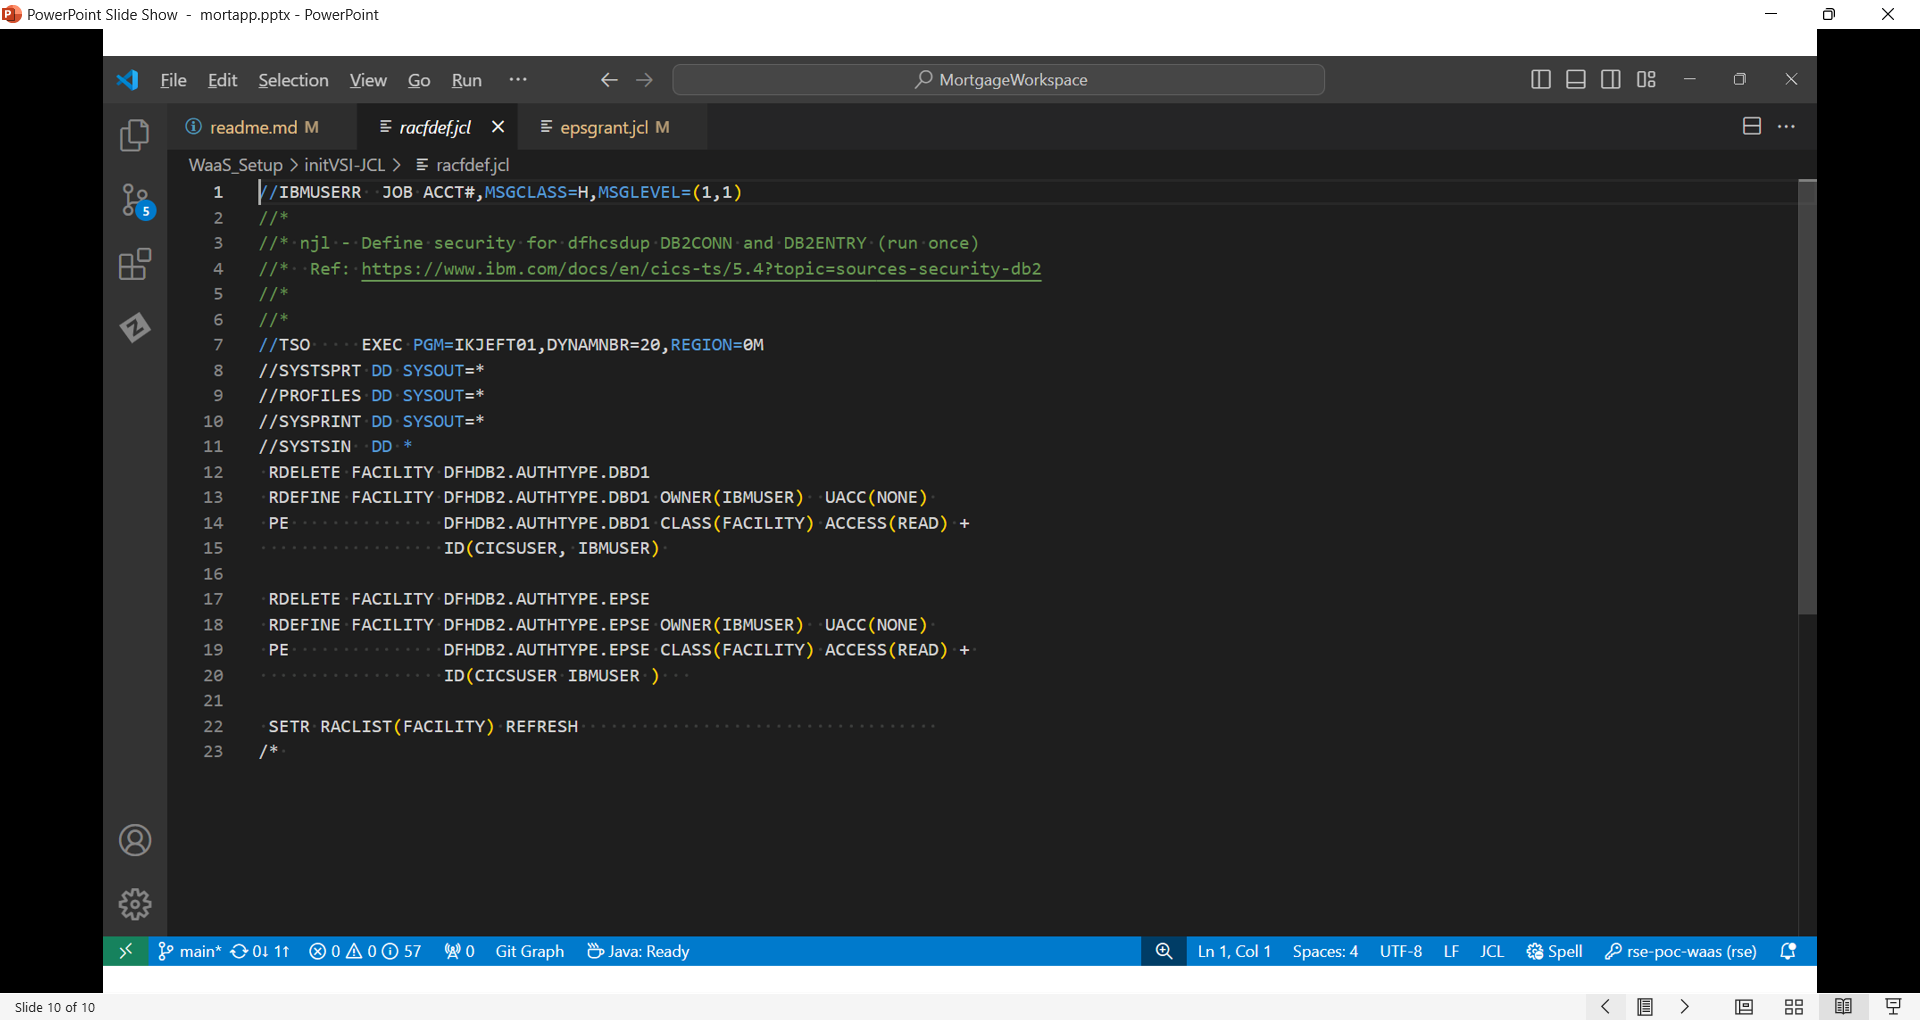 PowerPoint Slide Show - mortapp.pptx - PowerPoint
File Edit Selection View Go Run ··· MortgageWorkspace
readme.md M racfdef.jcl epsgrant.jcl M
WaaS_Setup > initVSI-JCL > racfdef.jcl
1 //IBMUSERR  JOB ACCT#,MSGCLASS=H,MSGLEVEL=(1,1)
2 //*
3 //* njl - Define security for dfhcsdup DB2CONN and DB2ENTRY (run once)
4 //*  Ref: https://www.ibm.com/docs/en/cics-ts/5.4?topic=sources-security-db2
5 //*
6 //*
7 //TSO     EXEC PGM=IKJEFT01,DYNAMNBR=20,REGION=0M
8 //SYSTSPRT DD SYSOUT=*
9 //PROFILES DD SYSOUT=*
10 //SYSPRINT DD SYSOUT=*
11 //SYSTSIN  DD *
12  RDELETE FACILITY DFHDB2.AUTHTYPE.DBD1
13  RDEFINE FACILITY DFHDB2.AUTHTYPE.DBD1 OWNER(IBMUSER)  UACC(NONE)
14  PE               DFHDB2.AUTHTYPE.DBD1 CLASS(FACILITY) ACCESS(READ) +
15                   ID(CICSUSER, IBMUSER)
16
17  RDELETE FACILITY DFHDB2.AUTHTYPE.EPSE
18  RDEFINE FACILITY DFHDB2.AUTHTYPE.EPSE OWNER(IBMUSER)  UACC(NONE)
19  PE               DFHDB2.AUTHTYPE.EPSE CLASS(FACILITY) ACCESS(READ) +
20                   ID(CICSUSER IBMUSER )
21
22  SETR RACLIST(FACILITY) REFRESH
23 /*
main* 0↓ 1↑ 0 0 57 0 Git Graph Java: Ready Ln 1, Col 1 Spaces: 4 UTF-8 LF JCL Spell rse-poc-waas (rse)
Slide 10 of 10
5